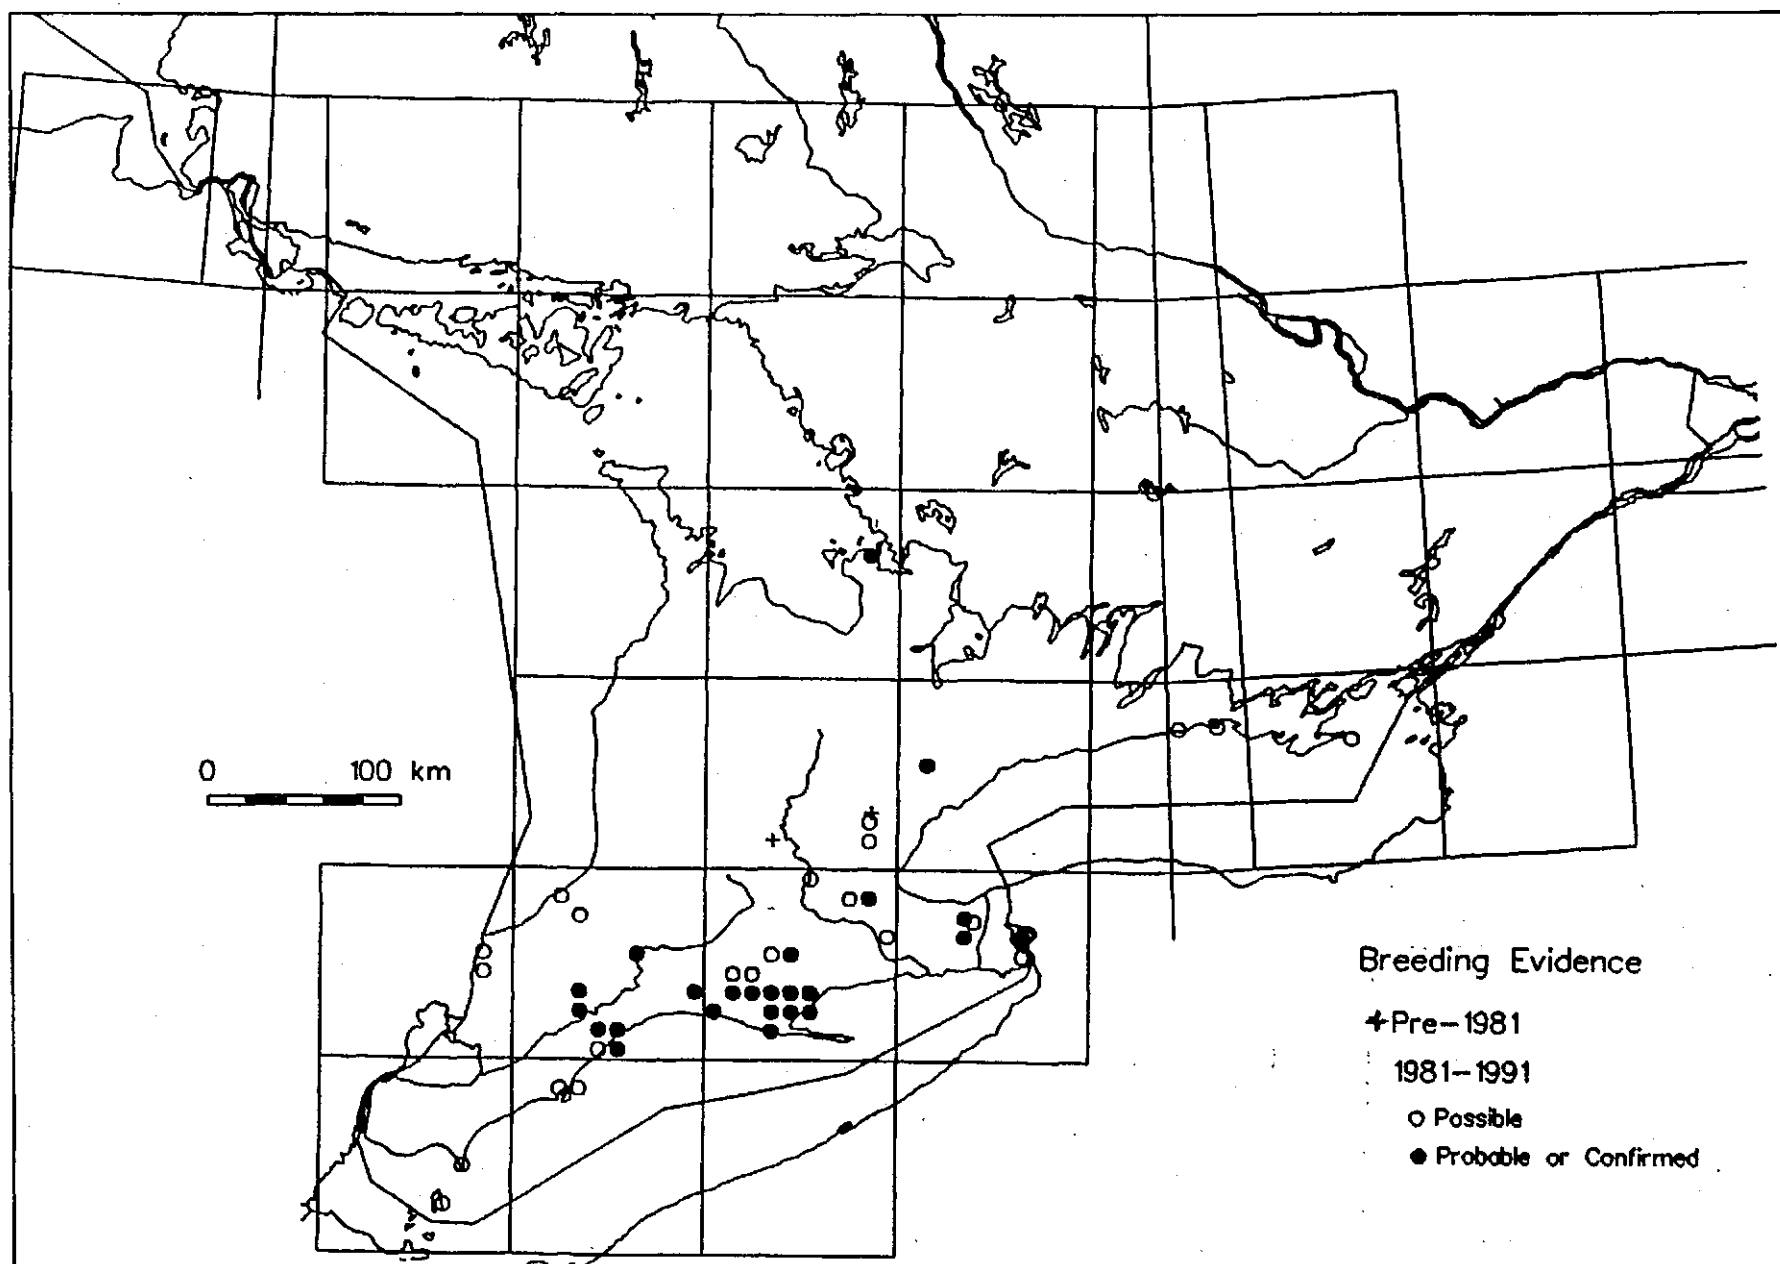 0 100 km
Breeding Evidence
+Pre-1981
1981-1991
Possible
Probable or Confirmed